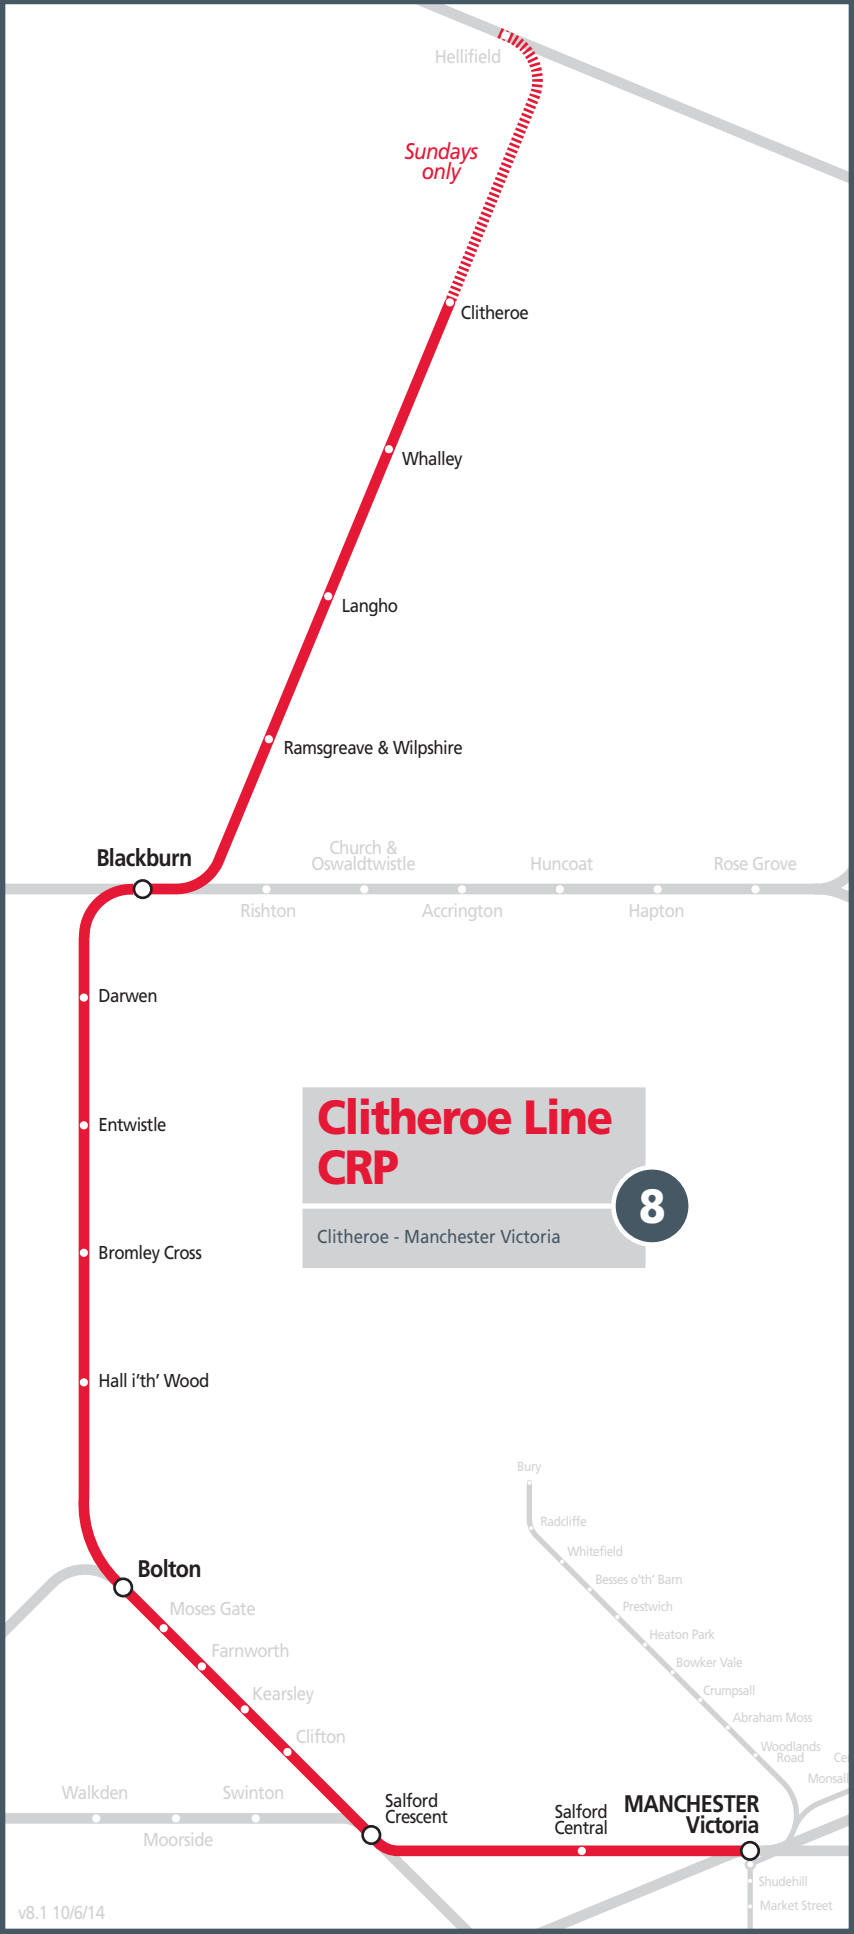 Hellifield
Sundays
only
Clitheroe
Whalley
Langho
Ramsgreave & Wilpshire
Blackburn
Church &
Oswaldtwistle
Huncoat
Rose Grove
Rishton
Accrington
Hapton
Darwen
Entwistle
Bromley Cross
Hall i’th’ Wood
Clitheroe Line
CRP
8
Clitheroe - Manchester Victoria
Bury
Radcliffe
Whitefield
Besses o’th’ Barn
Prestwich
Heaton Park
Bowker Vale
Crumpsall
Abraham Moss
Woodlands
Road
Ce
Monsall
Bolton
Moses Gate
Farnworth
Kearsley
Clifton
Walkden
Swinton
Moorside
Salford
Crescent
Salford
Central
MANCHESTER
Victoria
Shudehill
Market Street
v8.1 10/6/14